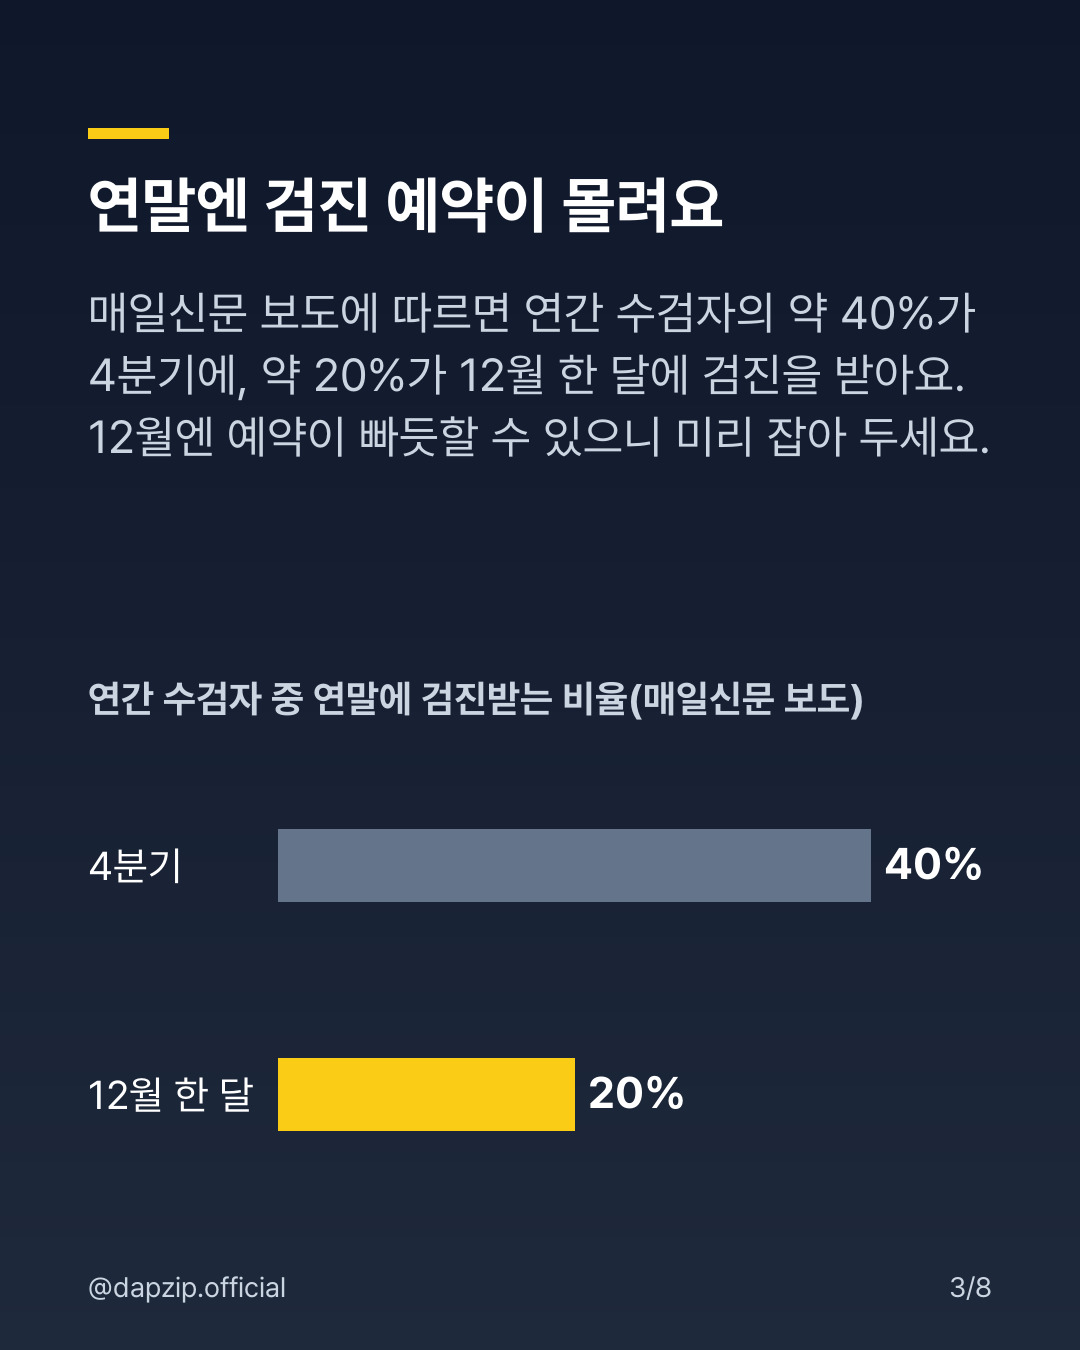 연말엔 검진 예약이 몰려요
매일신문 보도에 따르면 연간 수검자의 약 40%가
4분기에, 약 20%가 12월 한 달에 검진을 받아요.
12월엔 예약이 빠듯할 수 있으니 미리 잡아 두세요.
연간 수검자 중 연말에 검진받는 비율(매일신문 보도)
4분기 40%
12월 한 달 20%
@dapzip.official 3/8